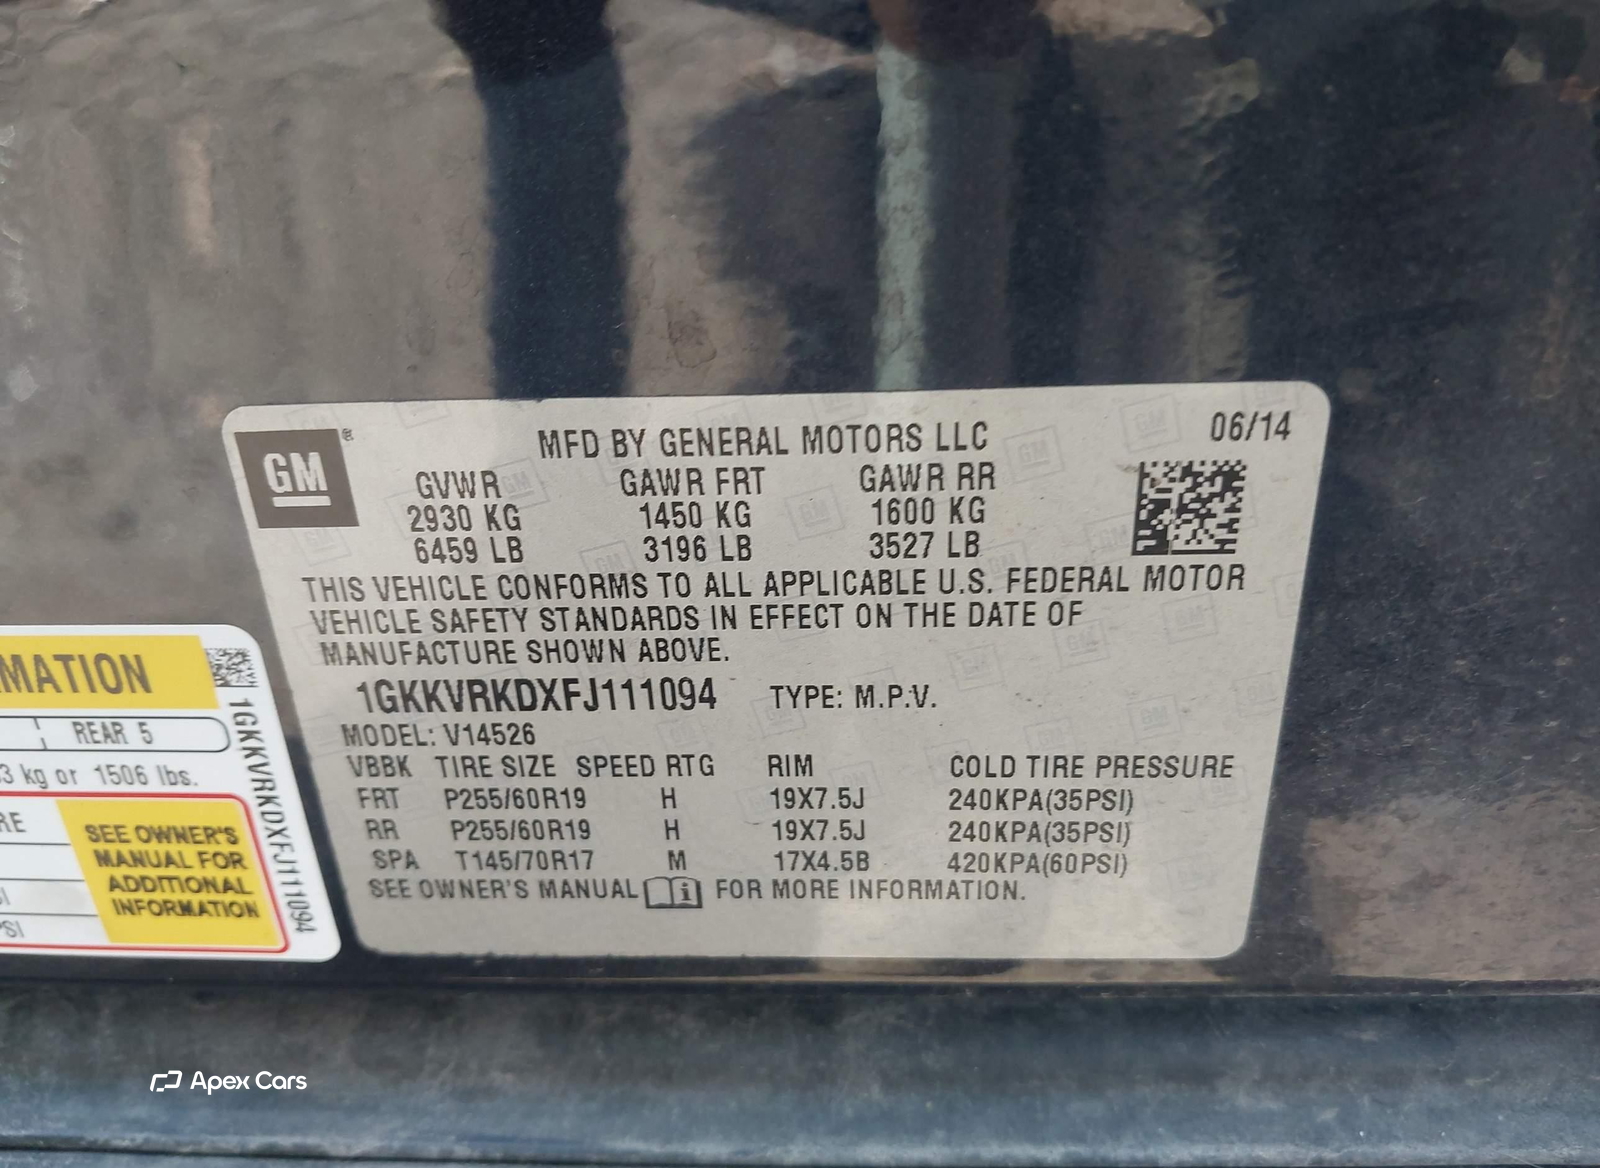 GM®
MFD BY GENERAL MOTORS LLC 06/14
GVWR GAWR FRT GAWR RR
2930 KG 1450 KG 1600 KG
6459 LB 3196 LB 3527 LB
THIS VEHICLE CONFORMS TO ALL APPLICABLE U.S. FEDERAL MOTOR
VEHICLE SAFETY STANDARDS IN EFFECT ON THE DATE OF
MANUFACTURE SHOWN ABOVE.
1GKKVRKDXFJ111094 TYPE: M.P.V.
MODEL: V14526
VBBK TIRE SIZE SPEED RTG RIM COLD TIRE PRESSURE
FRT P255/60R19 H 19X7.5J 240KPA(35PSI)
RR P255/60R19 H 19X7.5J 240KPA(35PSI)
SPA T145/70R17 M 17X4.5B 420KPA(60PSI)
SEE OWNER'S MANUAL i FOR MORE INFORMATION.
MATION
REAR 5
3 kg or 1506 lbs.
RE
SEE OWNER'S
MANUAL FOR
ADDITIONAL
INFORMATION
PSI
1GKKVRKDXFJ111094
Apex Cars